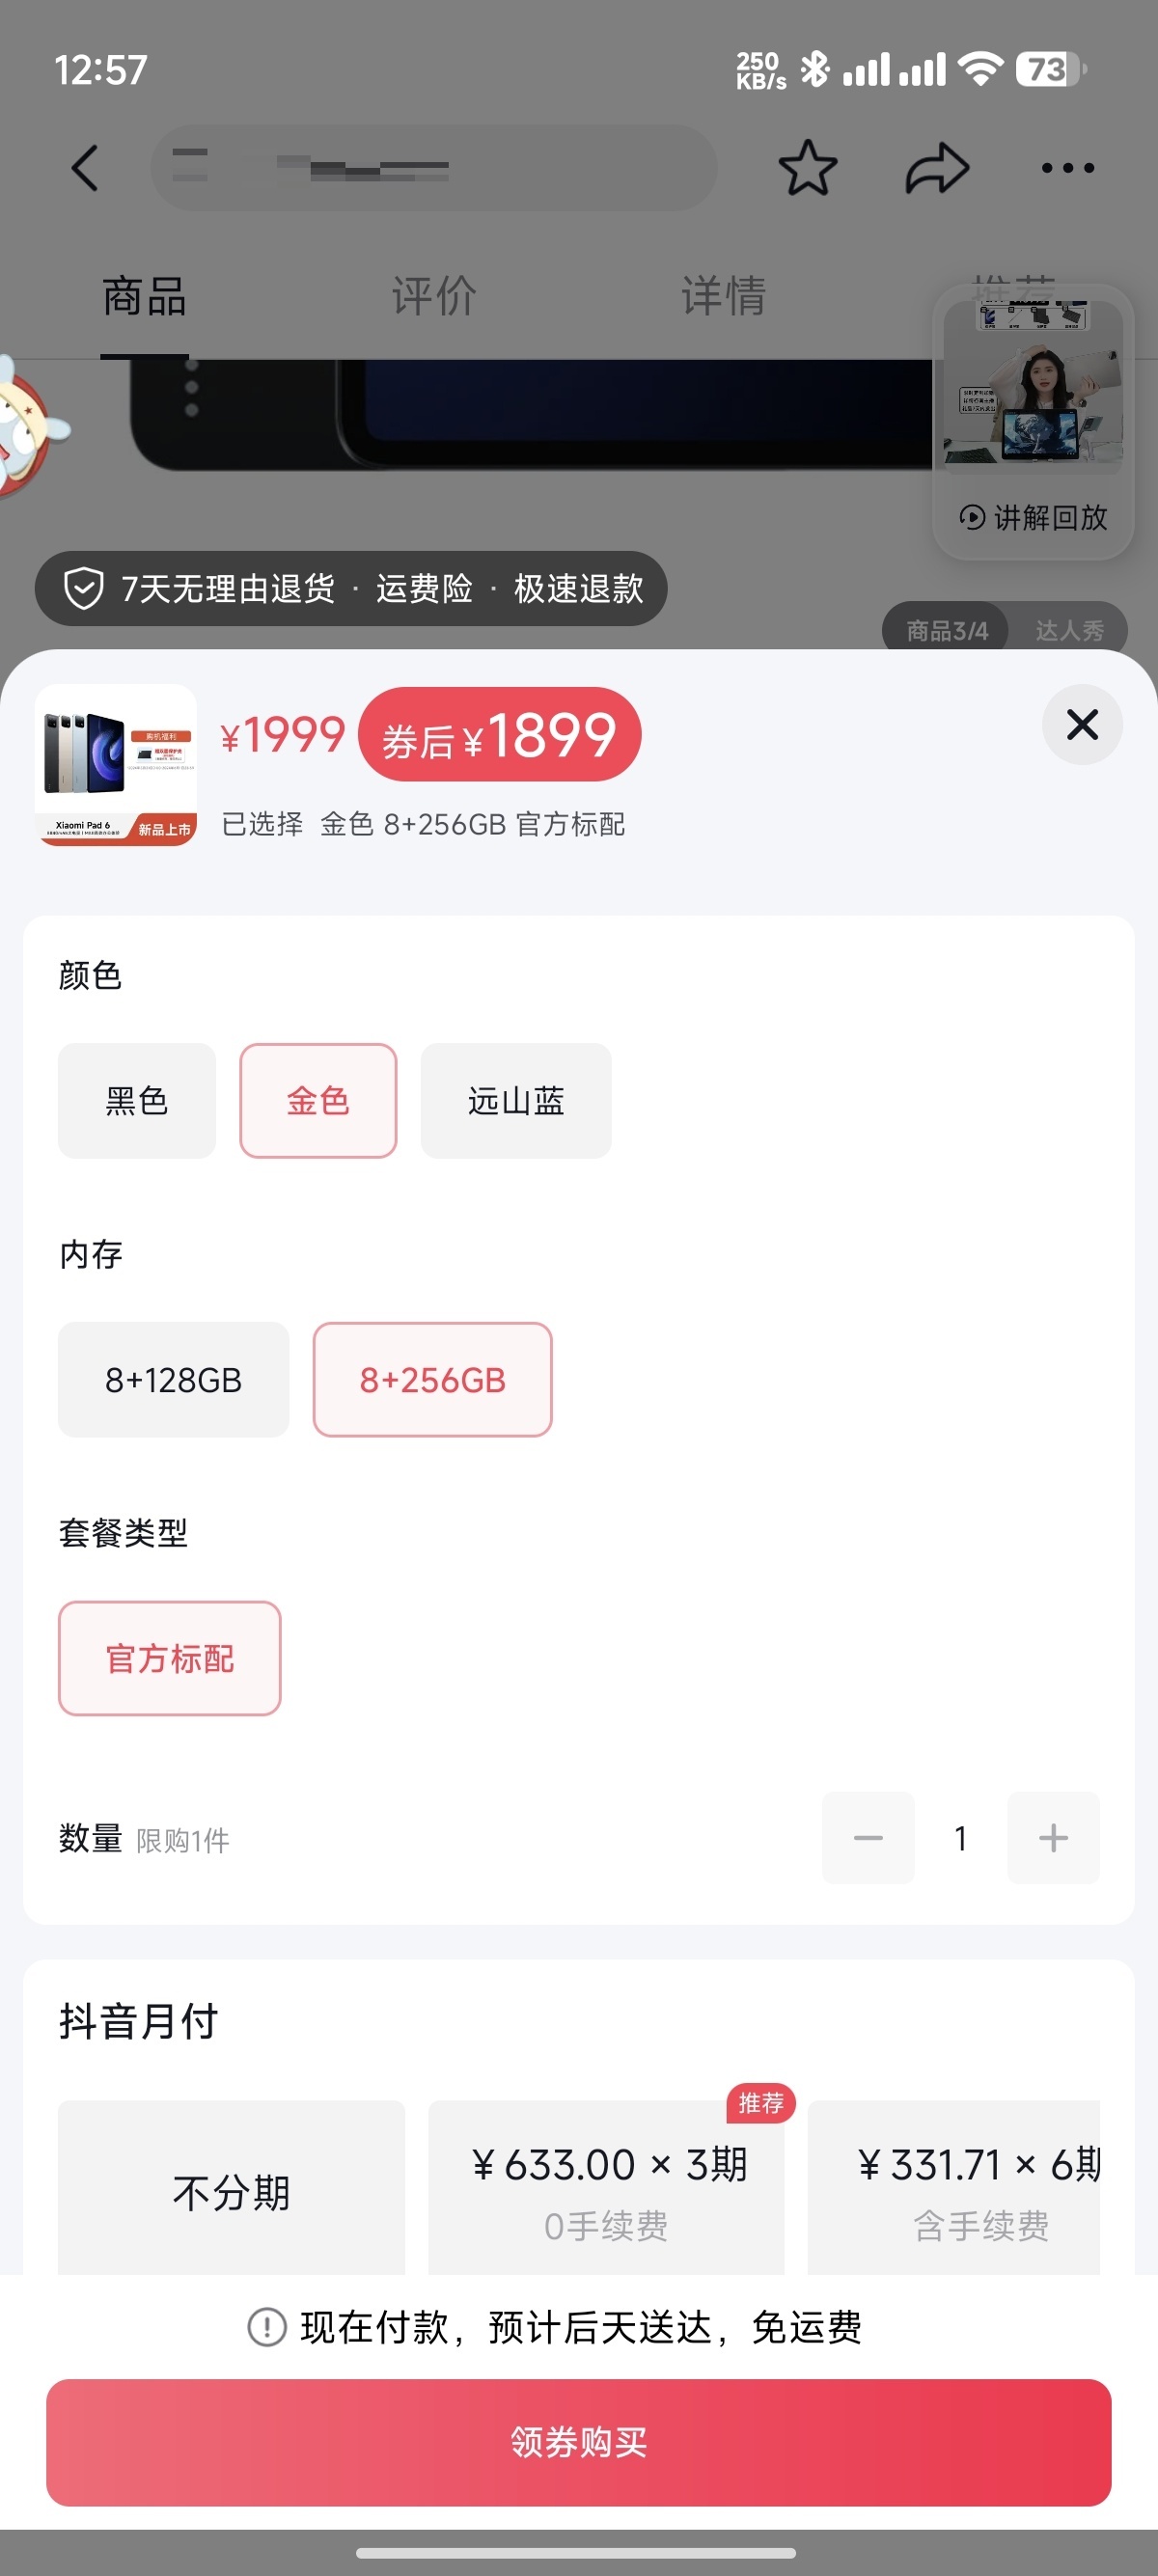 12:57
250
KB/s
73
商品
评价
详情
推荐
讲解回放
7天无理由退货 · 运费险 · 极速退款
商品3/4
达人秀
¥1999
券后 ¥1899
购机福利
Xiaomi Pad 6
新品上市
已选择 金色 8+256GB 官方标配
颜色
黑色
金色
远山蓝
内存
8+128GB
8+256GB
套餐类型
官方标配
数量 限购1件
1
抖音月付
推荐
不分期
¥ 633.00 × 3期
0手续费
¥ 331.71 × 6期
含手续费
现在付款，预计后天送达，免运费
领券购买